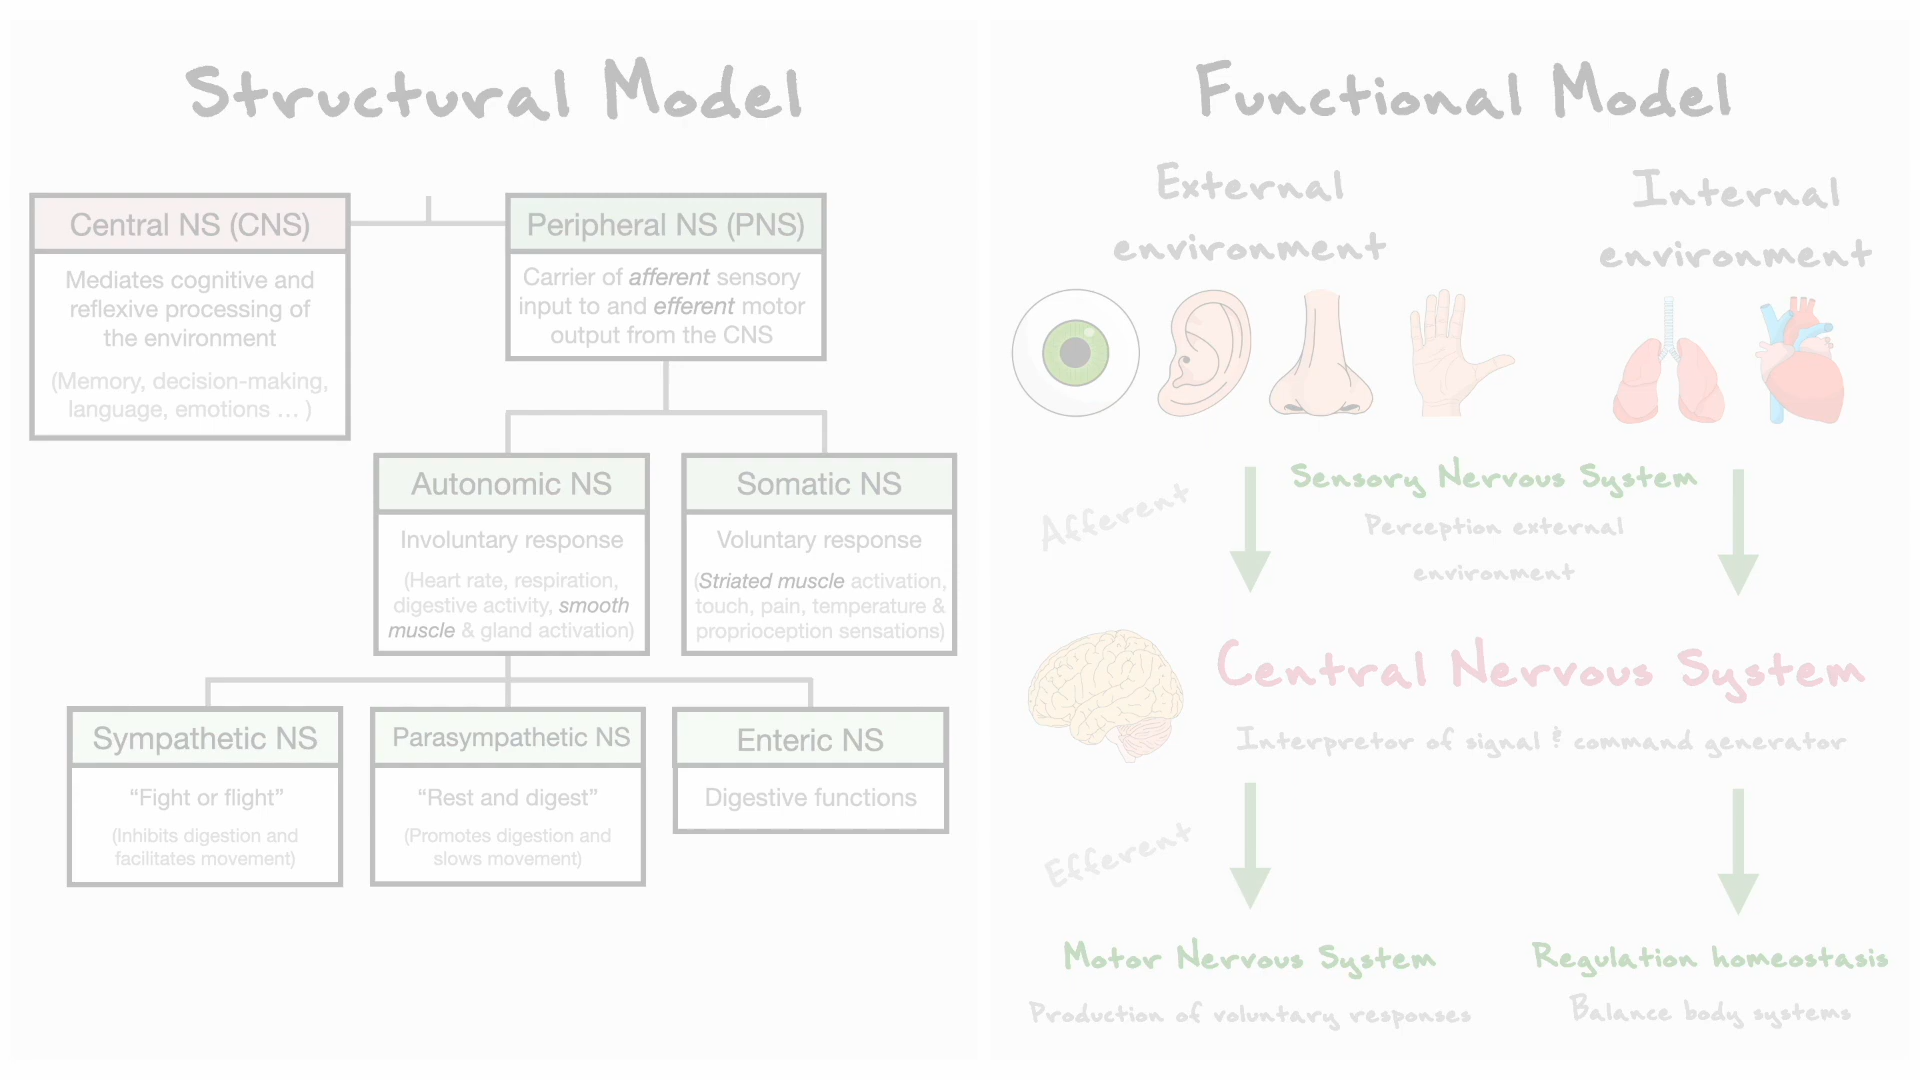 Structural Model
Central NS (CNS)
Mediates cognitive and
reflexive processing of
the environment
(Memory, decision-making,
language, emotions ... )
Peripheral NS (PNS)
Carrier of afferent sensory
input to and efferent motor
output from the CNS
Autonomic NS
Involuntary response
(Heart rate, respiration,
digestive activity, smooth
muscle & gland activation)
Somatic NS
Voluntary response
(Striated muscle activation,
touch, pain, temperature &
proprioception sensations)
Sympathetic NS
“Fight or flight”
(Inhibits digestion and
facilitates movement)
Parasympathetic NS
“Rest and digest”
(Promotes digestion and
slows movement)
Enteric NS
Digestive functions
Functional Model
External
environment
Internal
environment
Afferent
Sensory Nervous System
Perception external
environment
Central Nervous System
Interpretor of signal & command generator
Efferent
Motor Nervous System
Production of voluntary responses
Regulation homeostasis
Balance body systems